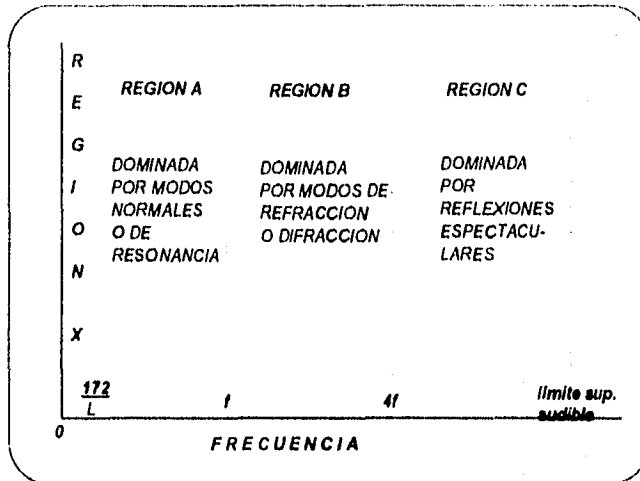 R
E
G
I
O
N
X
REGION A
DOMINADA
POR MODOS
NORMALES
O DE
RESONANCIA
REGION B
DOMINADA
POR MODOS DE
REFRACCION
O DIFRACCION
REGION C
DOMINADA
POR
REFLEXIONES
ESPECTACU-
LARES
172
L
f
4f
límite sup.
audible
0
FRECUENCIA